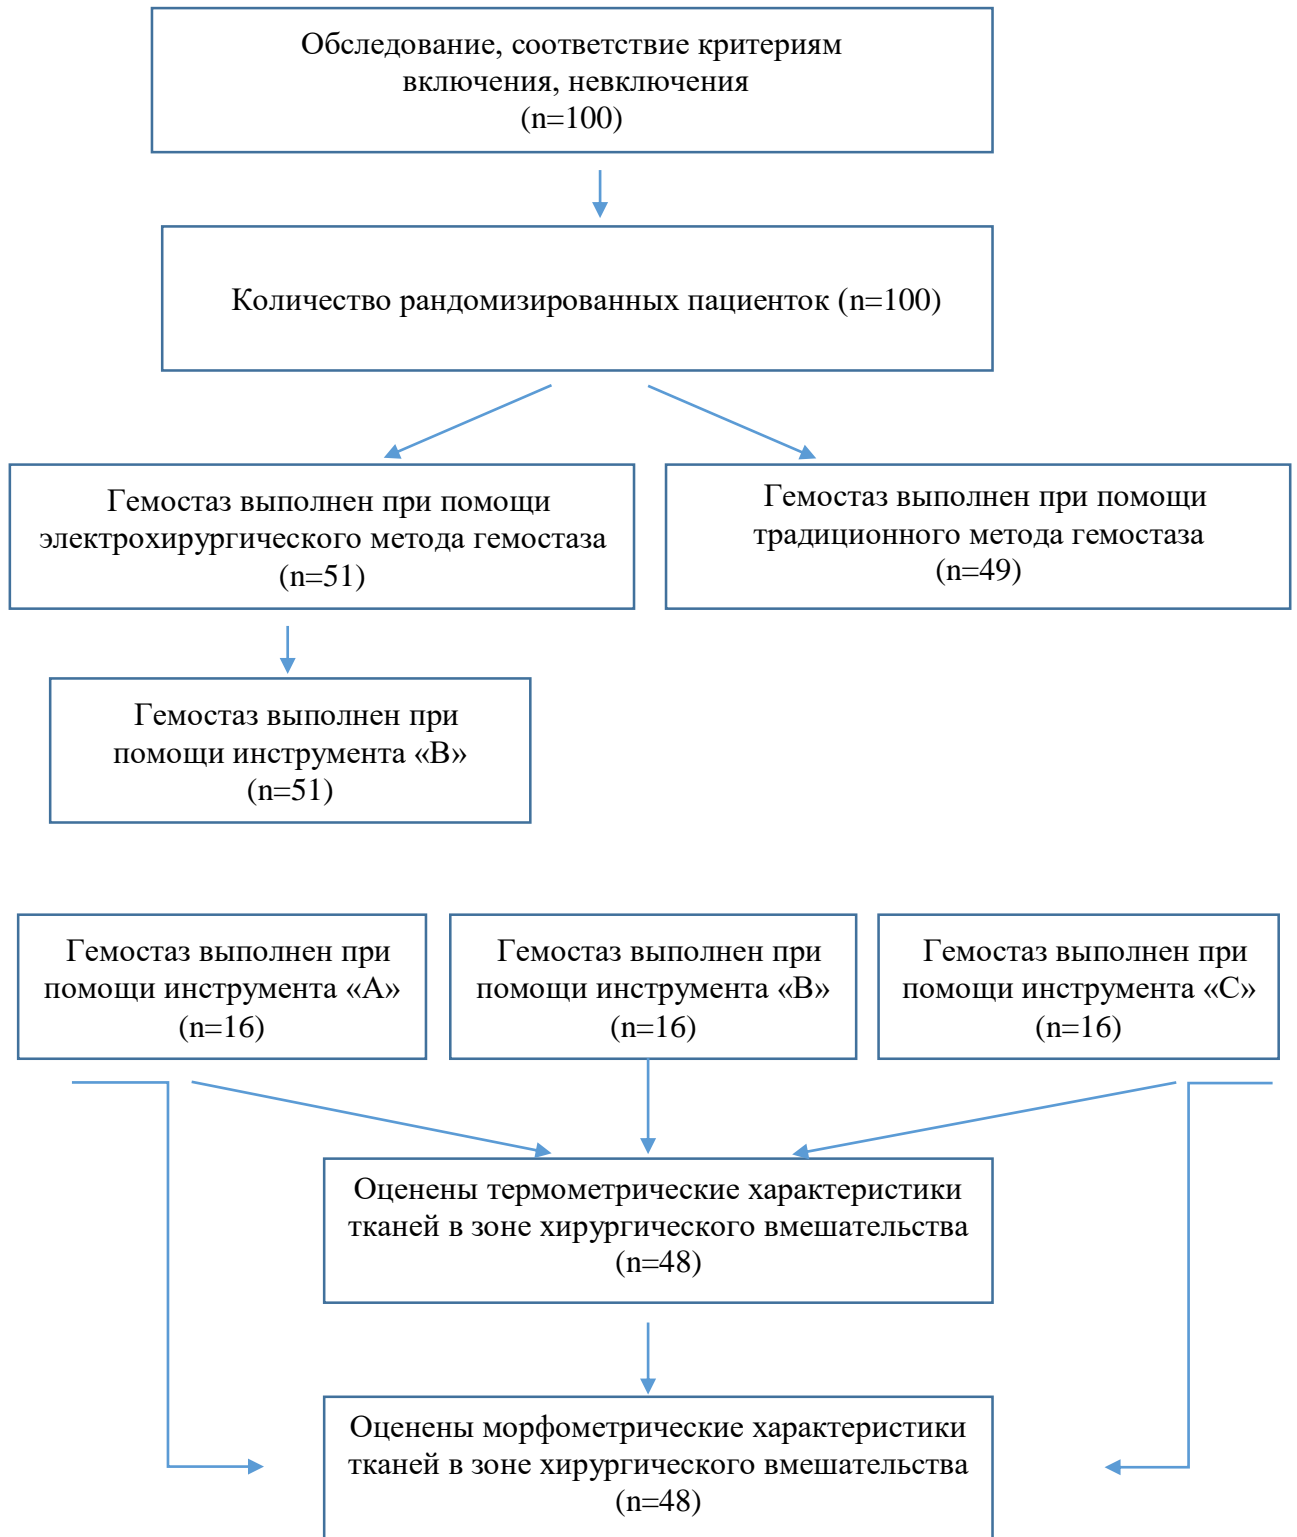 Обследование, соответствие критериям
включения, невключения
(n=100)
Количество рандомизированных пациенток (n=100)
Гемостаз выполнен при помощи
электрохирургического метода гемостаза
(n=51)
Гемостаз выполнен при помощи
традиционного метода гемостаза
(n=49)
Гемостаз выполнен при
помощи инструмента «В»
(n=51)
Гемостаз выполнен при
помощи инструмента «А»
(n=16)
Гемостаз выполнен при
помощи инструмента «В»
(n=16)
Гемостаз выполнен при
помощи инструмента «С»
(n=16)
Оценены термометрические характеристики
тканей в зоне хирургического вмешательства
(n=48)
Оценены морфометрические характеристики
тканей в зоне хирургического вмешательства
(n=48)